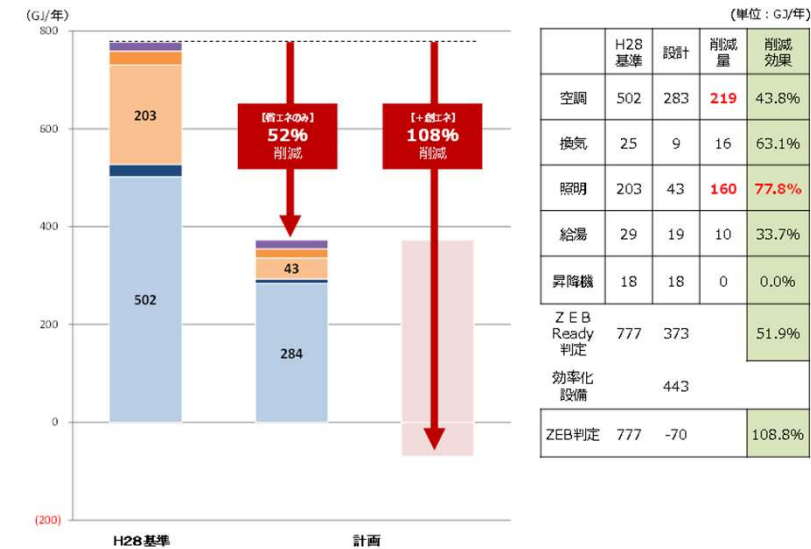 (GJ/年)
800
600
400
200
0
(200)
203
502
43
284
【省エネのみ】
52%
削減
【+創エネ】
108%
削減
H28基準
計画
(単位：GJ/年)
H28
基準
設計
削減
量
削減
効果
空調 502 283 219 43.8%
換気 25 9 16 63.1%
照明 203 43 160 77.8%
給湯 29 19 10 33.7%
昇降機 18 18 0 0.0%
ＺＥＢ
Ready
判定
777 373 51.9%
効率化
設備
443
ZEB判定 777 -70 108.8%